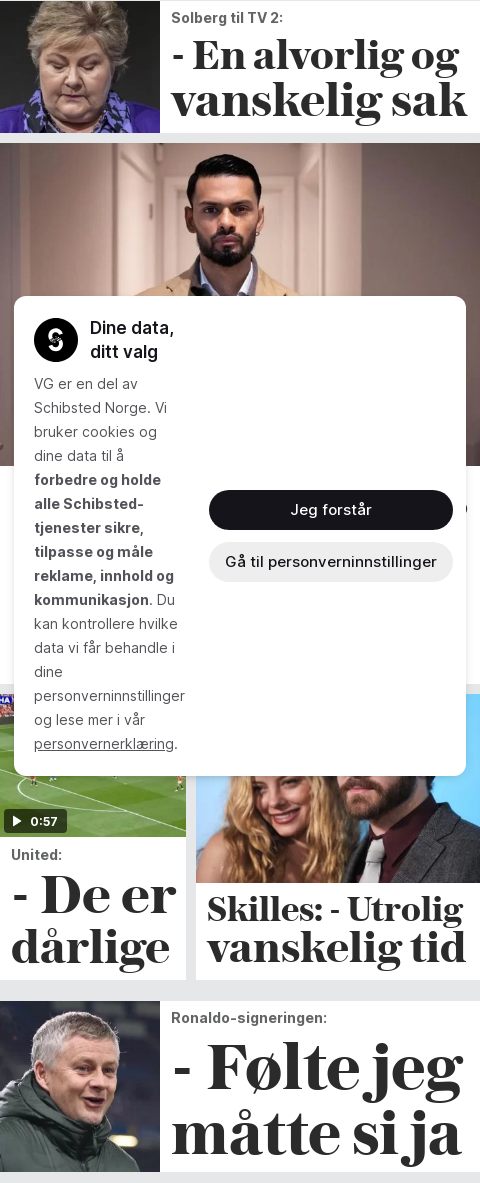 Solberg til TV 2:
- En alvorlig og
vanskelig sak
Dine data,
ditt valg
VG er en del av
Schibsted Norge. Vi
bruker cookies og
dine data til å
forbedre og holde
alle Schibsted-
tjenester sikre,
tilpasse og måle
reklame, innhold og
kommunikasjon. Du
kan kontrollere hvilke
data vi får behandle i
dine
personverninnstillinger
og lese mer i vår
personvernerklæring.
Jeg forstår
Gå til personverninnstillinger
0:57
United:
- De er
dårlige
Skilles: - Utrolig
vanskelig tid
Ronaldo-signeringen:
- Følte jeg
måtte si ja